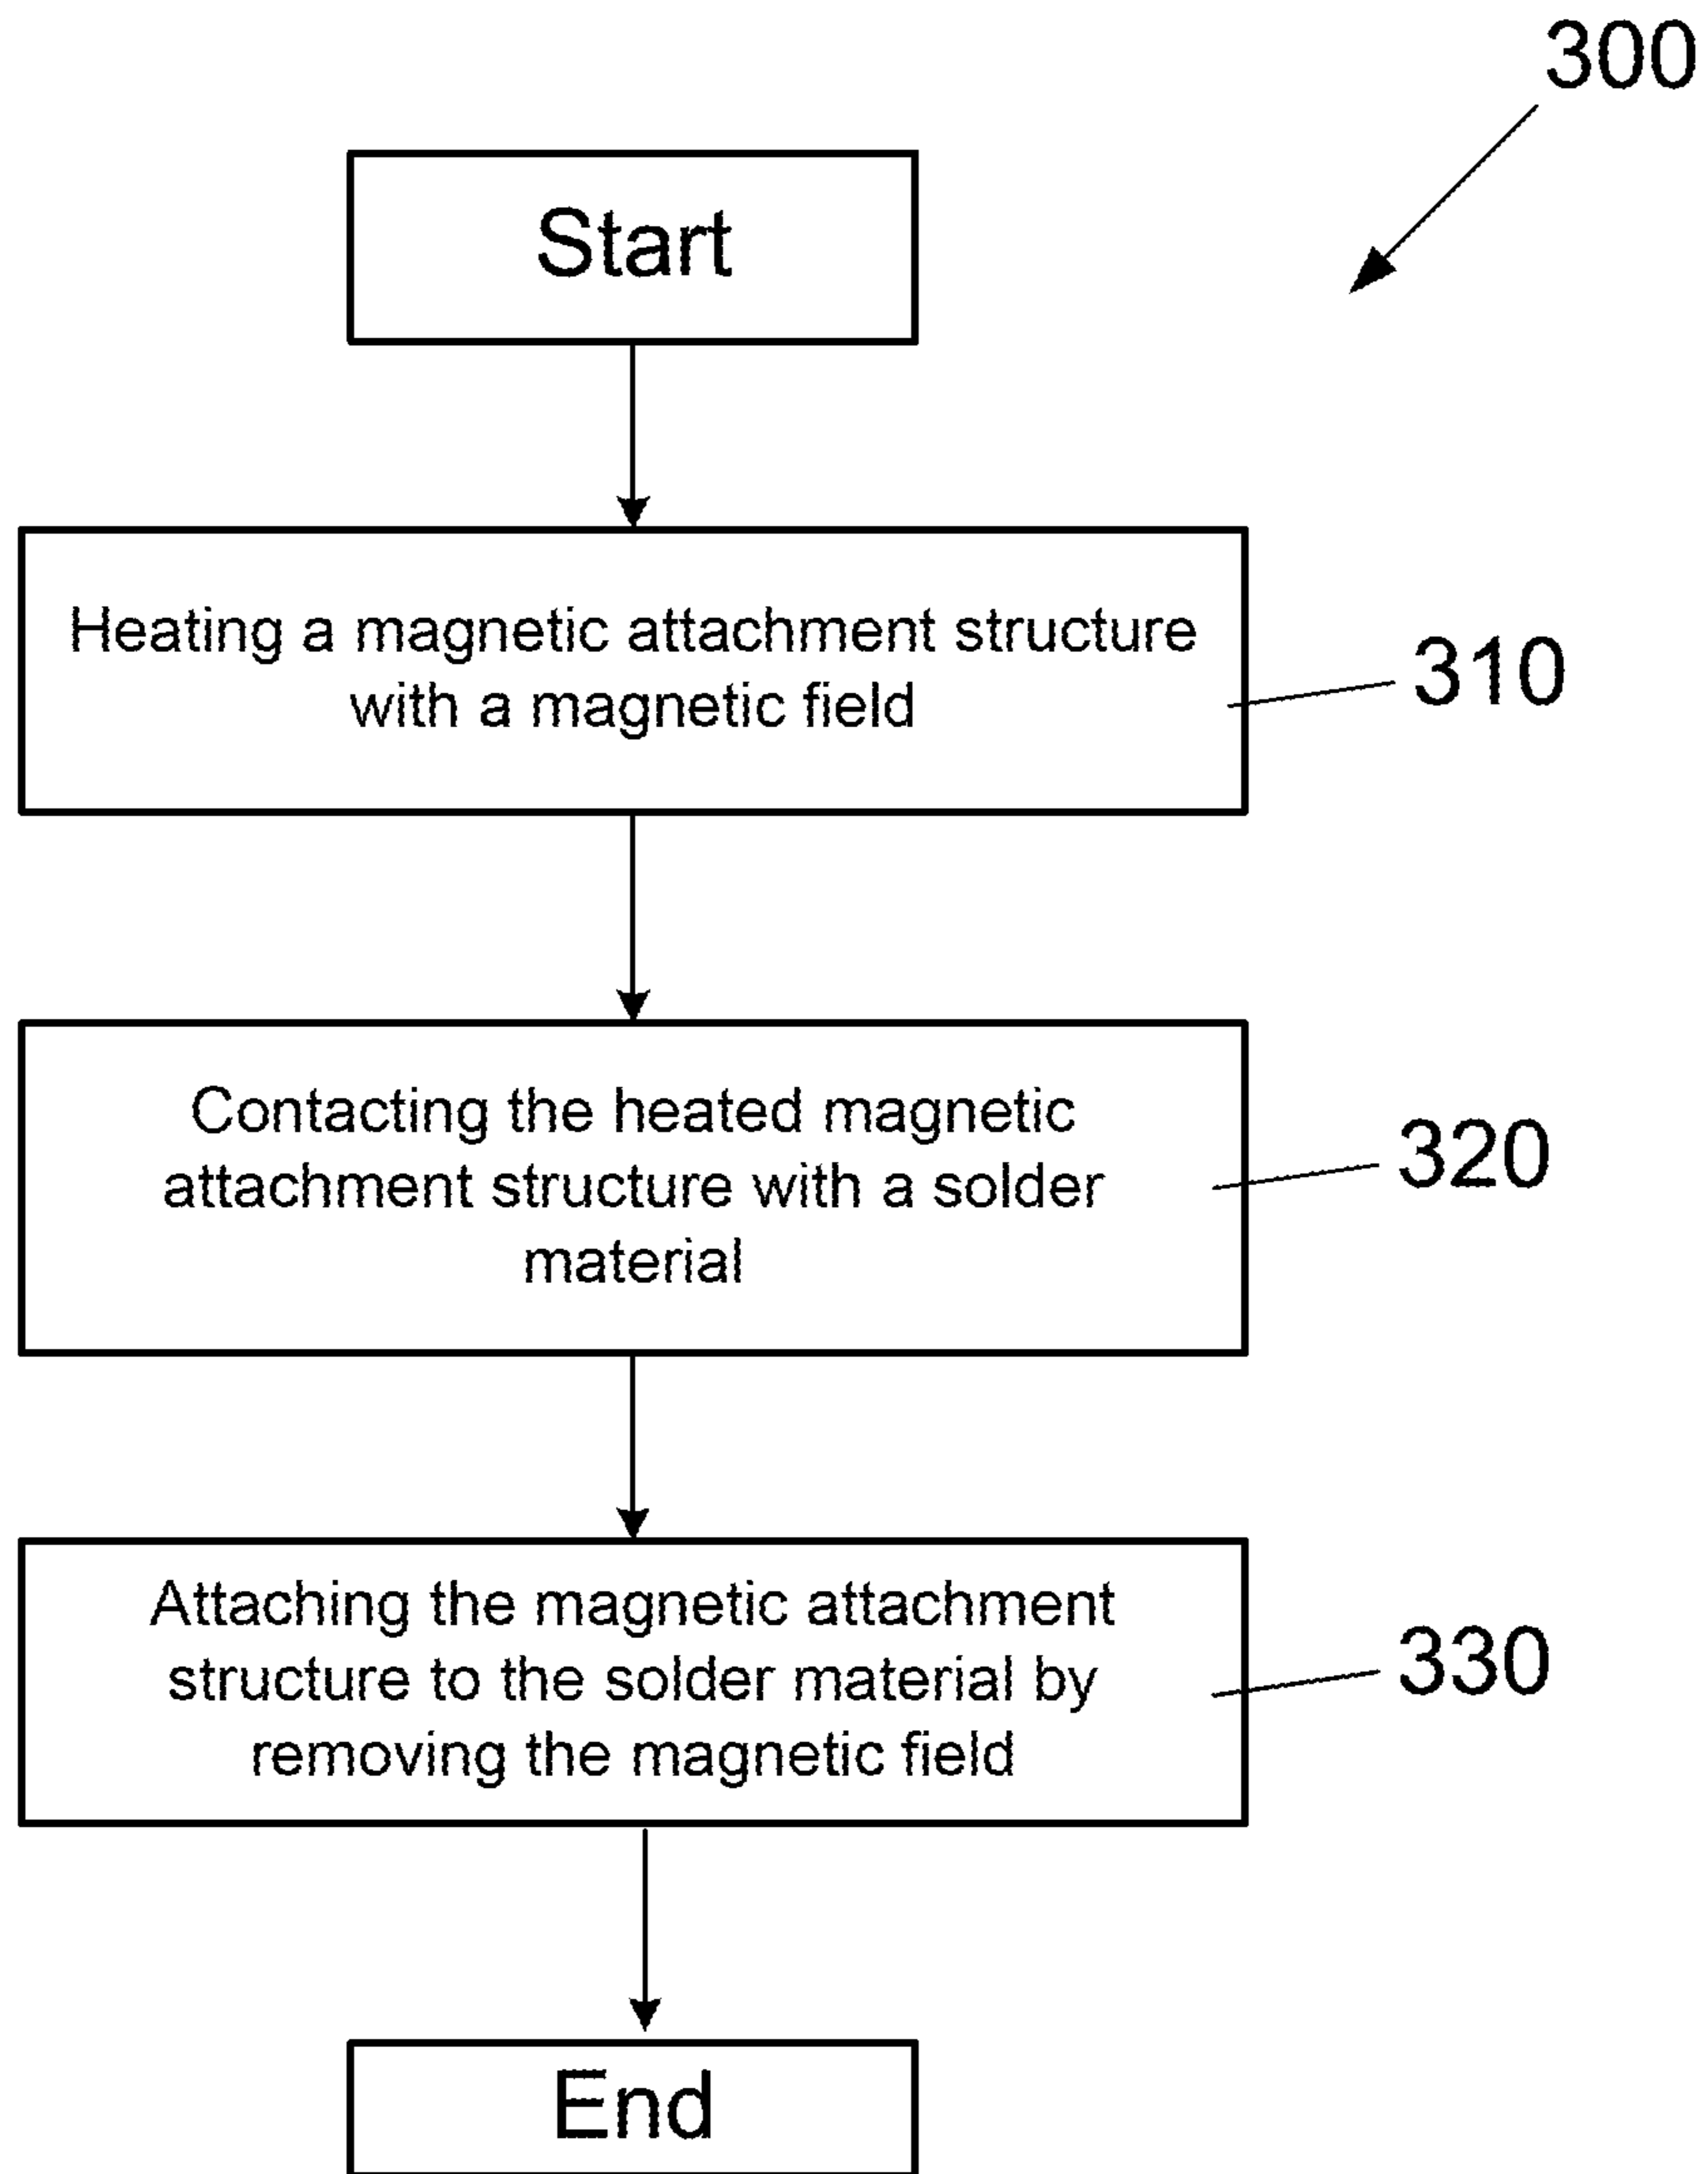 300
Start
Heating a magnetic attachment structure
with a magnetic field
310
Contacting the heated magnetic
attachment structure with a solder
material
320
Attaching the magnetic attachment
structure to the solder material by
removing the magnetic field
330
End